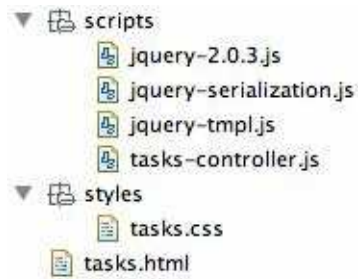 scripts
jquery-2.0.3.js
jquery-serialization.js
jquery-tmpl.js
tasks-controller.js
styles
tasks.css
tasks.html